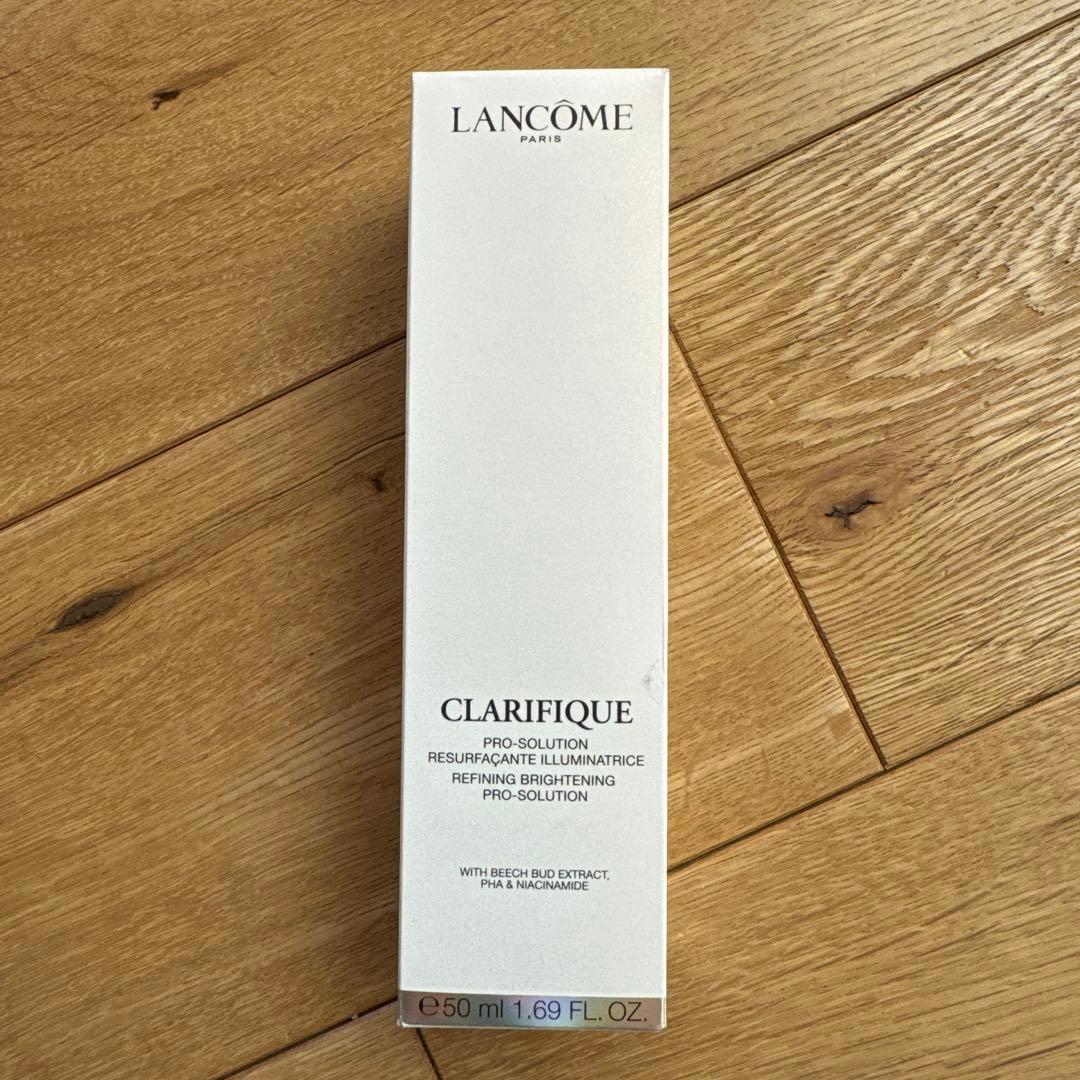 LANCÔME
PARIS
CLARIFIQUE
PRO-SOLUTION
RESURFAÇANTE ILLUMINATRICE
REFINING BRIGHTENING
PRO-SOLUTION
WITH BEECH BUD EXTRACT,
PHA & NIACINAMIDE
℮50 ml 1.69 FL. OZ.